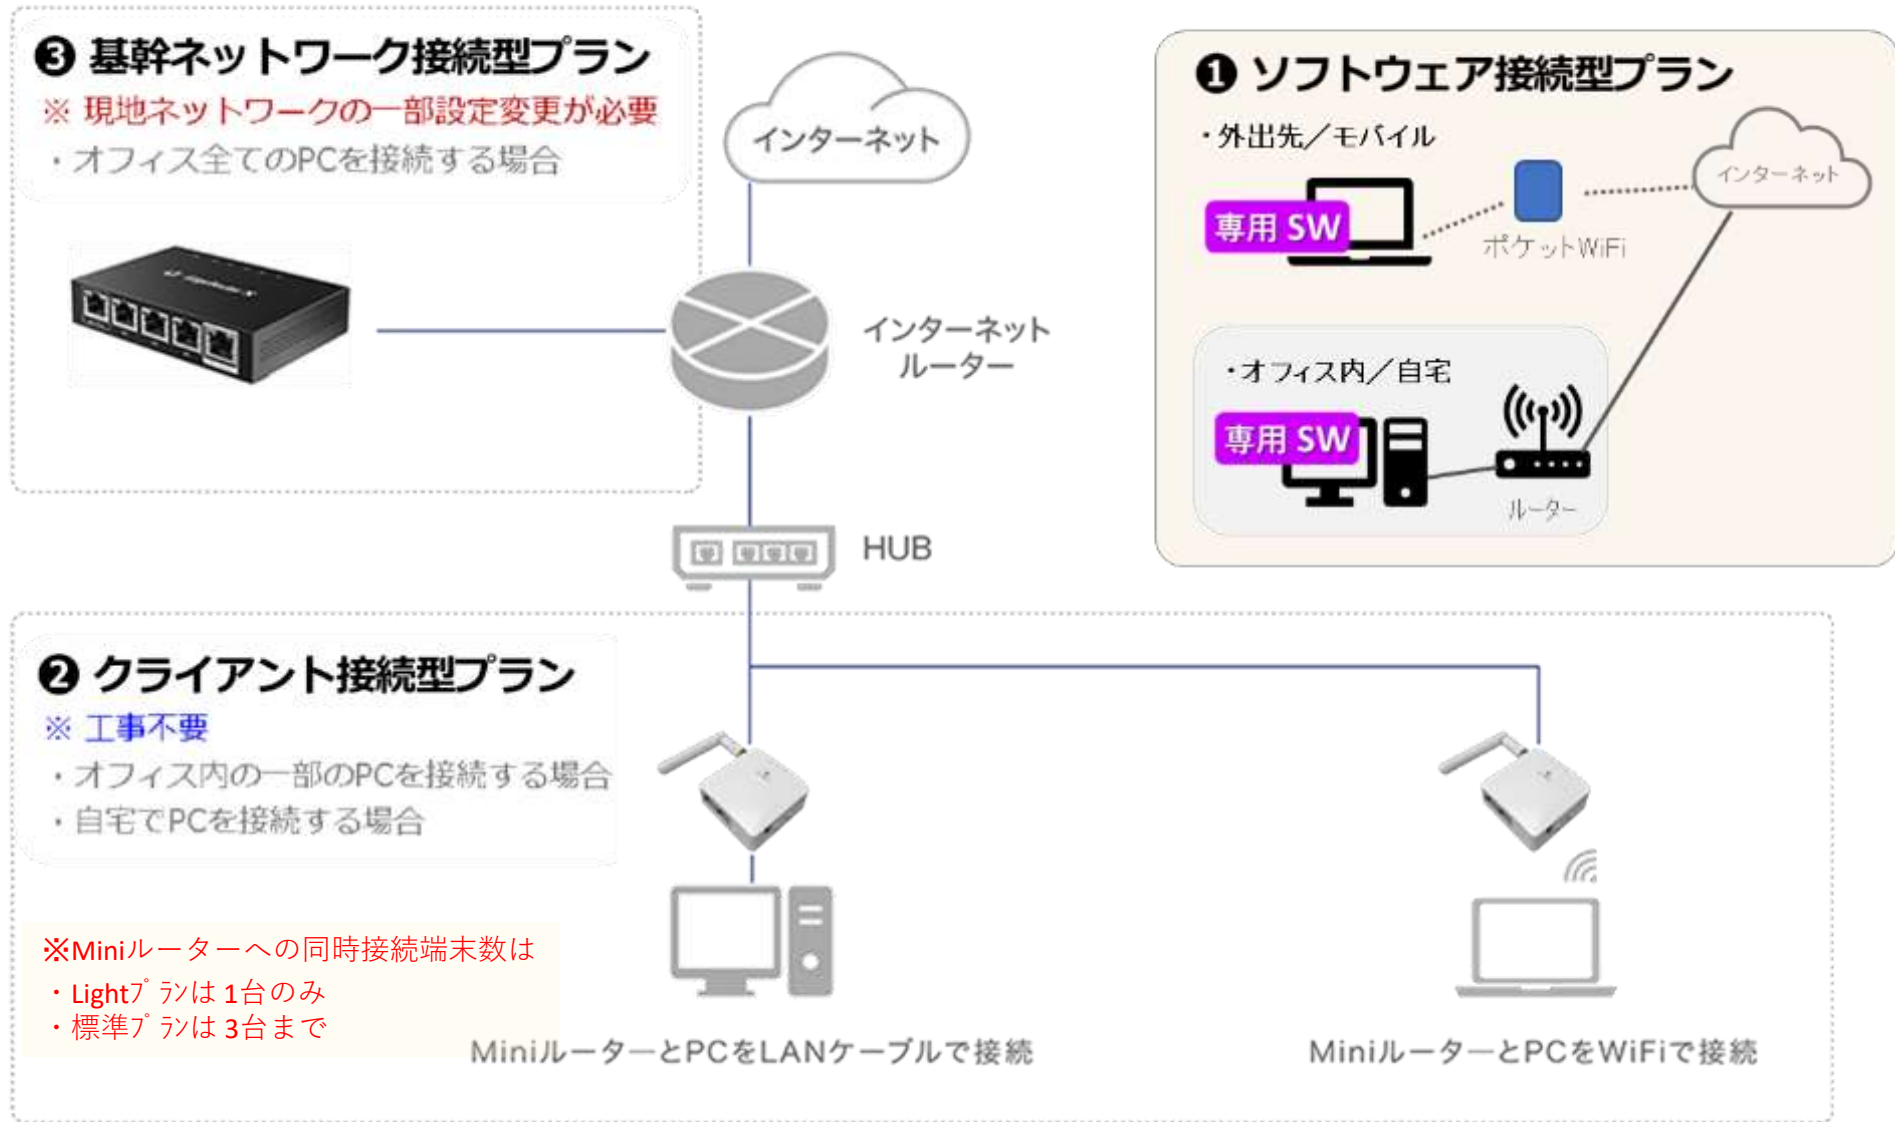 ❸ 基幹ネットワーク接続型プラン
※ 現地ネットワークの一部設定変更が必要
・オフィス全てのPCを接続する場合
インターネット
インターネット
ルーター
HUB
❶ ソフトウェア接続型プラン
・外出先／モバイル
専用 SW
ポケットWiFi
インターネット
・オフィス内／自宅
専用 SW
ルーター
❷ クライアント接続型プラン
※ 工事不要
・オフィス内の一部のPCを接続する場合
・自宅でPCを接続する場合
※Miniルーターへの同時接続端末数は
・Lightﾌﾟﾗﾝは 1台のみ
・標準ﾌﾟﾗﾝは 3台まで
MiniルーターとPCをLANケーブルで接続
MiniルーターとPCをWiFiで接続